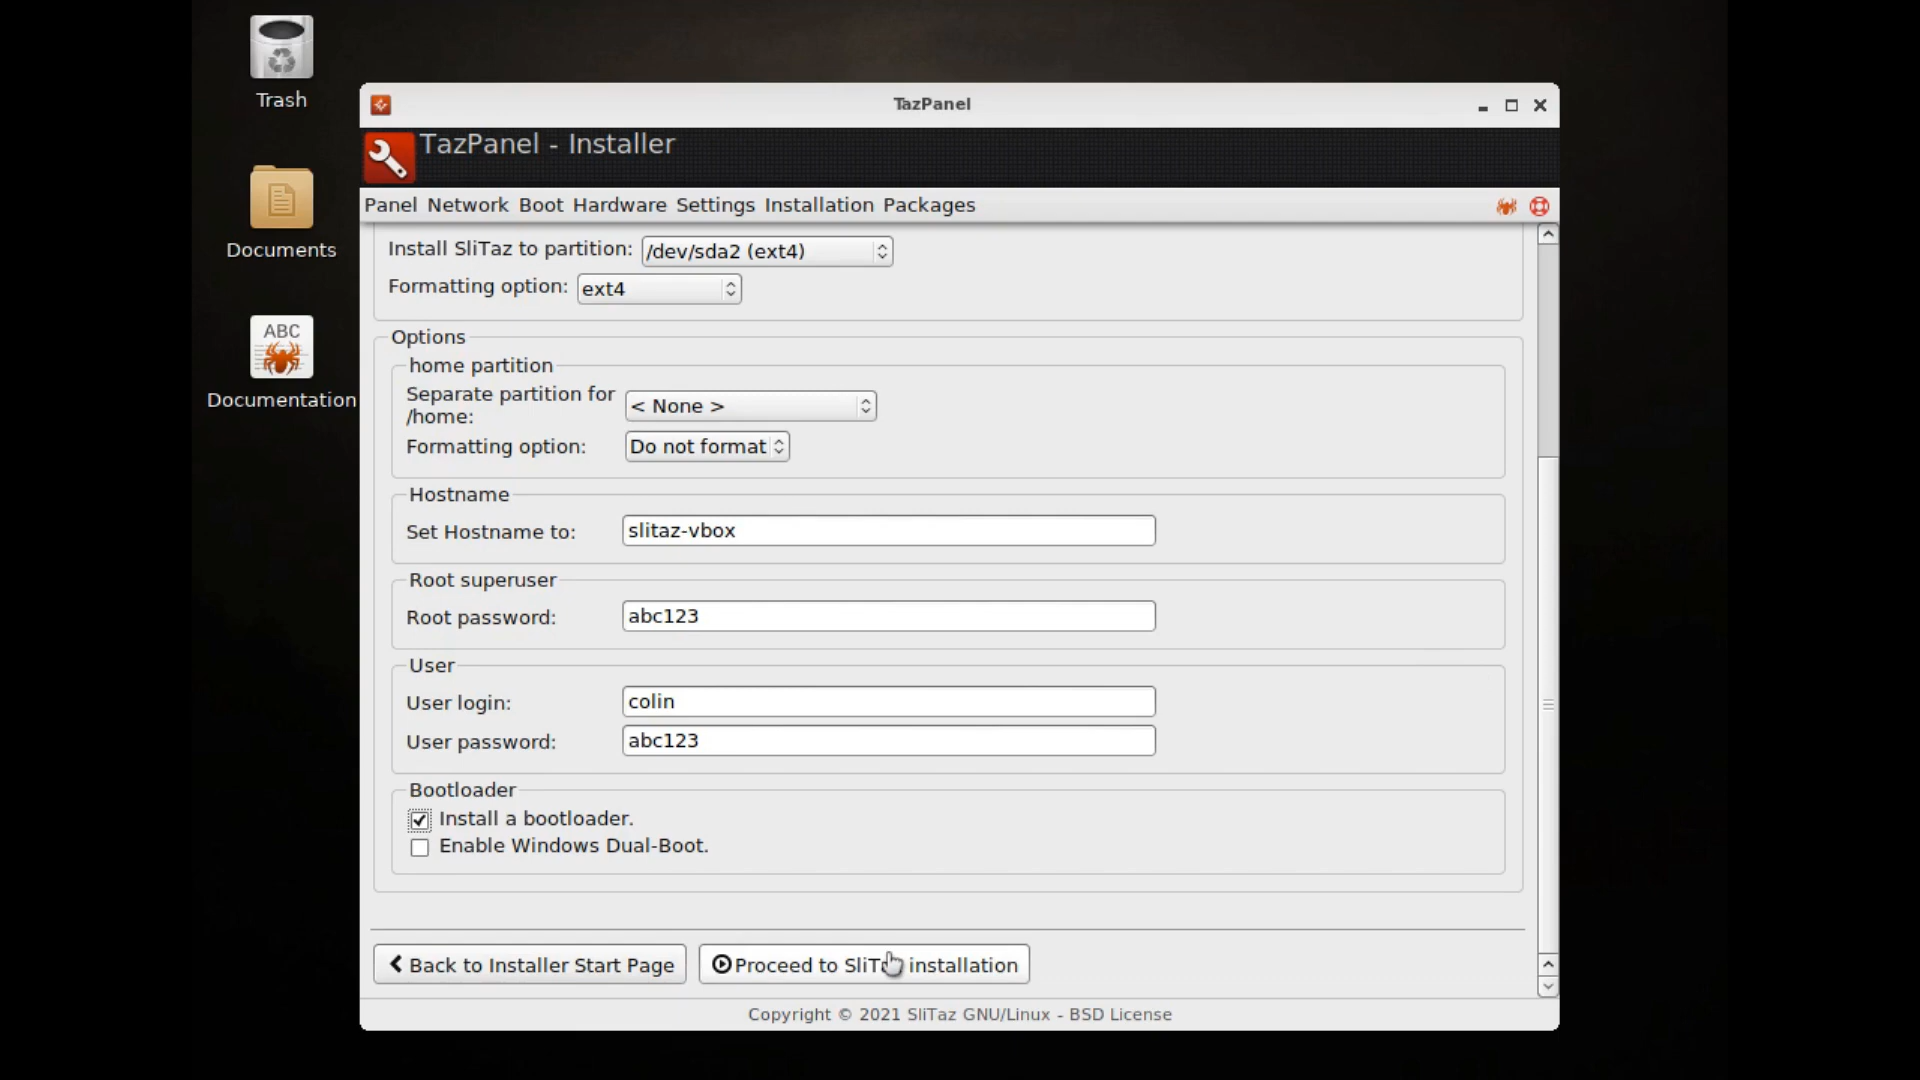 Trash
Documents
ABC
Documentation
TazPanel
TazPanel - Installer
Panel Network Boot Hardware Settings Installation Packages
Install SliTaz to partition: /dev/sda2 (ext4)
Formatting option: ext4
Options
home partition
Separate partition for /home: < None >
Formatting option: Do not format
Hostname
Set Hostname to: slitaz-vbox
Root superuser
Root password: abc123
User
User login: colin
User password: abc123
Bootloader
Install a bootloader.
Enable Windows Dual-Boot.
Back to Installer Start Page
Proceed to SliTaz installation
Copyright © 2021 SliTaz GNU/Linux - BSD License